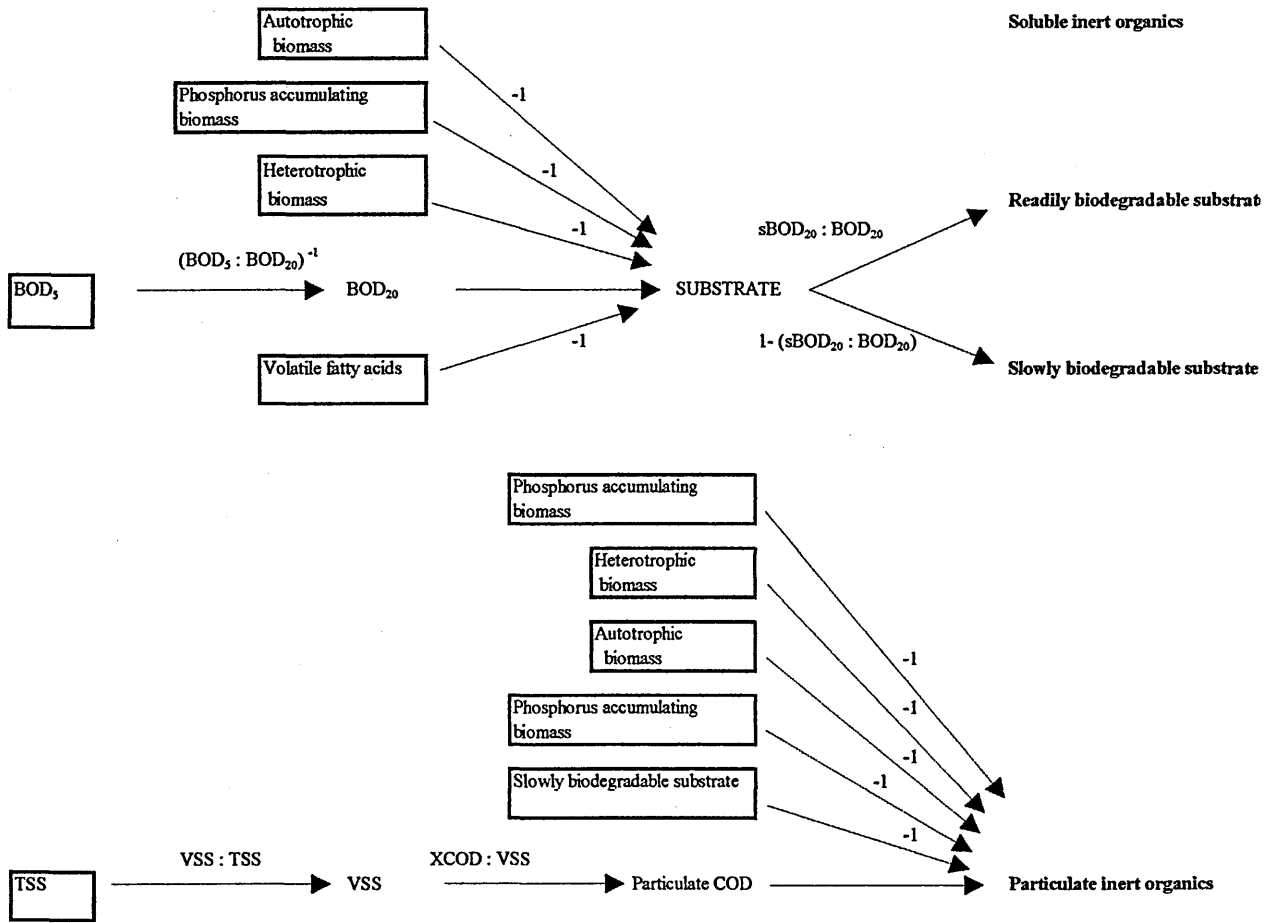 Autotrophic
biomass
Soluble inert organics
Phosphorus accumulating
biomass
-1
Heterotrophic
biomass
-1
-1
Readily biodegradable substrat
sBOD₂₀ : BOD₂₀
(BOD₅ : BOD₂₀)⁻¹
BOD₅
BOD₂₀
SUBSTRATE
-1
1- (sBOD₂₀ : BOD₂₀)
Volatile fatty acids
Slowly biodegradable substrate
Phosphorus accumulating
biomass
Heterotrophic
biomass
Autotrophic
biomass
-1
Phosphorus accumulating
biomass
-1
-1
Slowly biodegradable substrate
-1
-1
VSS : TSS
XCOD : VSS
TSS
VSS
Particulate COD
Particulate inert organics